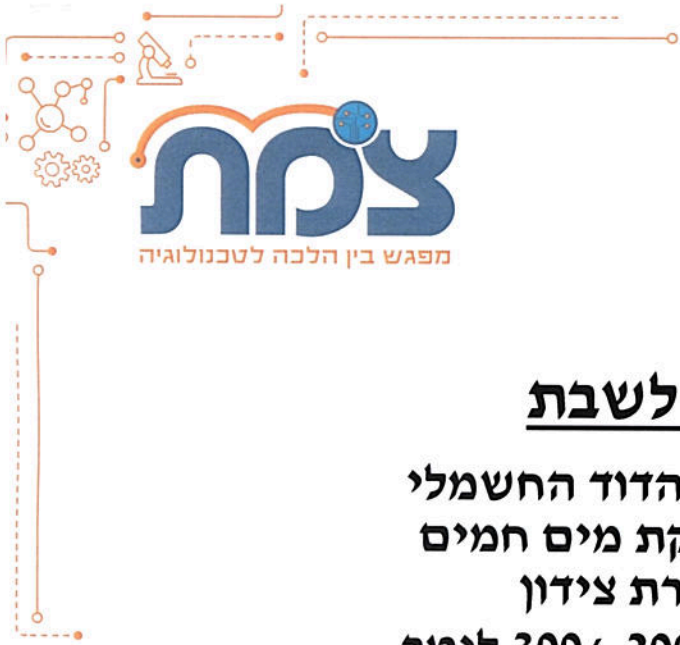 צמת
מפגש בין הלכה לטכנולוגיה
לשבת
הדוד החשמלי
קת מים חמים
רת צידון